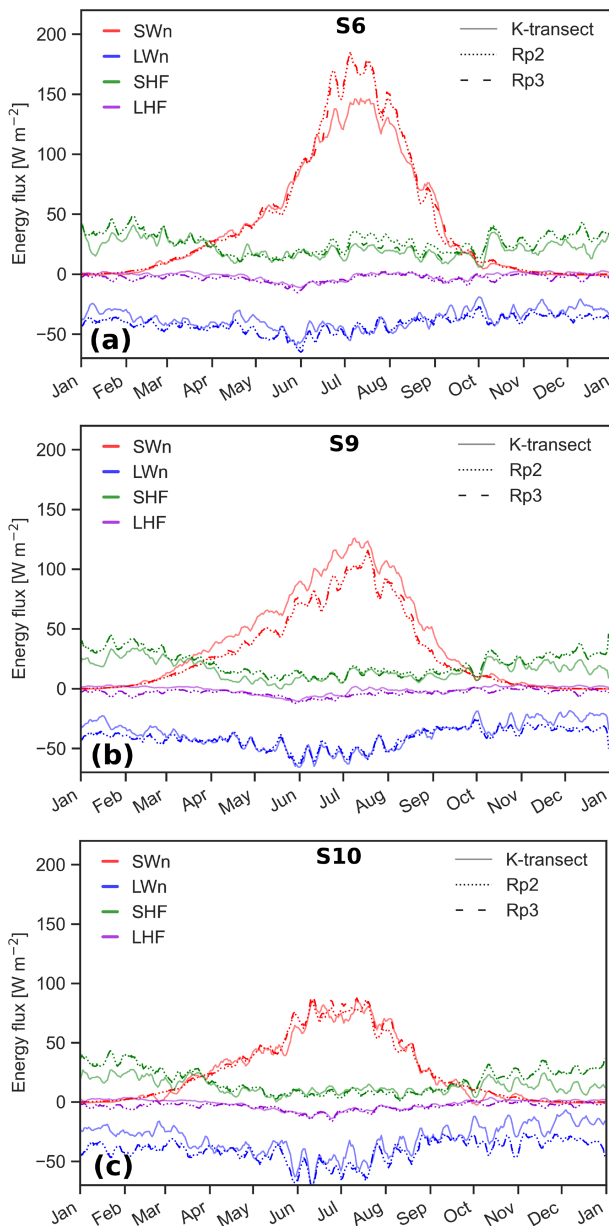 S6
SWn
LWn
SHF
LHF
K-transect
Rp2
Rp3
Energy flux [W m−2]
200
150
100
50
0
−50
(a)
Jan Feb Mar Apr May Jun Jul Aug Sep Oct Nov Dec Jan
S9
SWn
LWn
SHF
LHF
K-transect
Rp2
Rp3
Energy flux [W m−2]
200
150
100
50
0
−50
(b)
Jan Feb Mar Apr May Jun Jul Aug Sep Oct Nov Dec Jan
S10
SWn
LWn
SHF
LHF
K-transect
Rp2
Rp3
Energy flux [W m−2]
200
150
100
50
0
−50
(c)
Jan Feb Mar Apr May Jun Jul Aug Sep Oct Nov Dec Jan